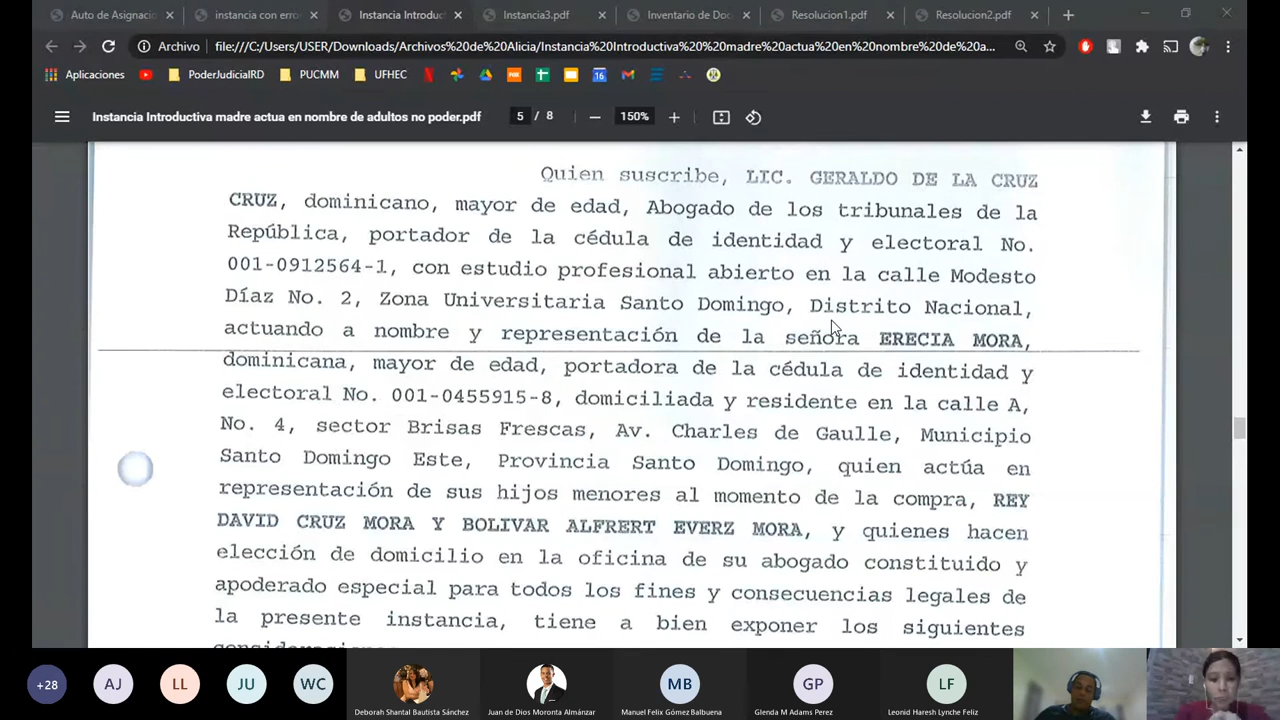 Auto de Asignaci
instancia con erro
Instancia Introduc
Instancia3.pdf
Inventario de Doc
Resolucion1.pdf
Resolucion2.pdf
Archivo
file:///C:/Users/USER/Downloads/Archivos%20de%20Alicia/Instancia%20Introductiva%20%20madre%20actua%20en%20nombre%20de%20a...
Aplicaciones
PoderJudicialRD
PUCMM
UFHEC
Instancia Introductiva madre actua en nombre de adultos no poder.pdf
5 / 8
150%
Quien suscribe, LIC. GERALDO DE LA CRUZ
CRUZ, dominicano, mayor de edad, Abogado de los tribunales de la
República, portador de la cédula de identidad y electoral No.
001-0912564-1, con estudio profesional abierto en la calle Modesto
Díaz No. 2, Zona Universitaria Santo Domingo, Distrito Nacional,
actuando a nombre y representación de la señora ERECIA MORA,
dominicana, mayor de edad, portadora de la cédula de identidad y
electoral No. 001-0455915-8, domiciliada y residente en la calle A,
No. 4, sector Brisas Frescas, Av. Charles de Gaulle, Municipio
Santo Domingo Este, Provincia Santo Domingo, quien actúa en
representación de sus hijos menores al momento de la compra, REY
DAVID CRUZ MORA Y BOLIVAR ALFRERT EVERZ MORA, y quienes hacen
elección de domicilio en la oficina de su abogado constituido y
apoderado especial para todos los fines y consecuencias legales de
la presente instancia, tiene a bien exponer los siguientes
+28
AJ
LL
JU
WC
MB
GP
LF
Deborah Shantal Bautista Sánchez
Juan de Dios Moronta Almánzar
Manuel Felix Gómez Balbuena
Glenda M Adams Perez
Leonid Haresh Lynche Feliz